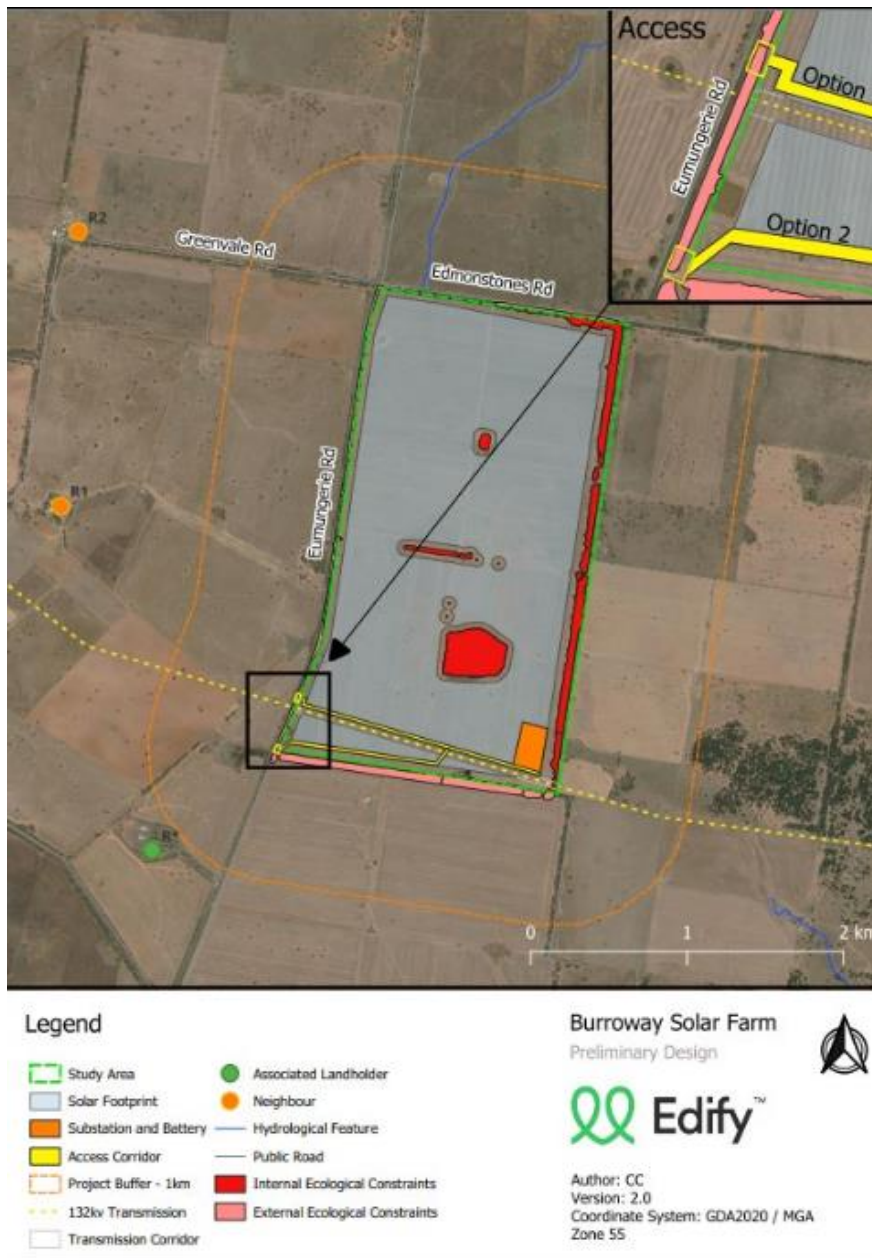 Access
Option
Eumungerie Rd
Option 2
R2
Greenvale Rd
Edmonstones Rd
Eumungerie Rd
R1
0 1 2 km
Legend
Study Area
Solar Footprint
Substation and Battery
Access Corridor
Project Buffer - 1km
132kv Transmission
Transmission Corridor
Associated Landholder
Neighbour
Hydrological Feature
Public Road
Internal Ecological Constraints
External Ecological Constraints
Burroway Solar Farm
Preliminary Design
Edify™
Author: CC
Version: 2.0
Coordinate System: GDA2020 / MGA
Zone 55